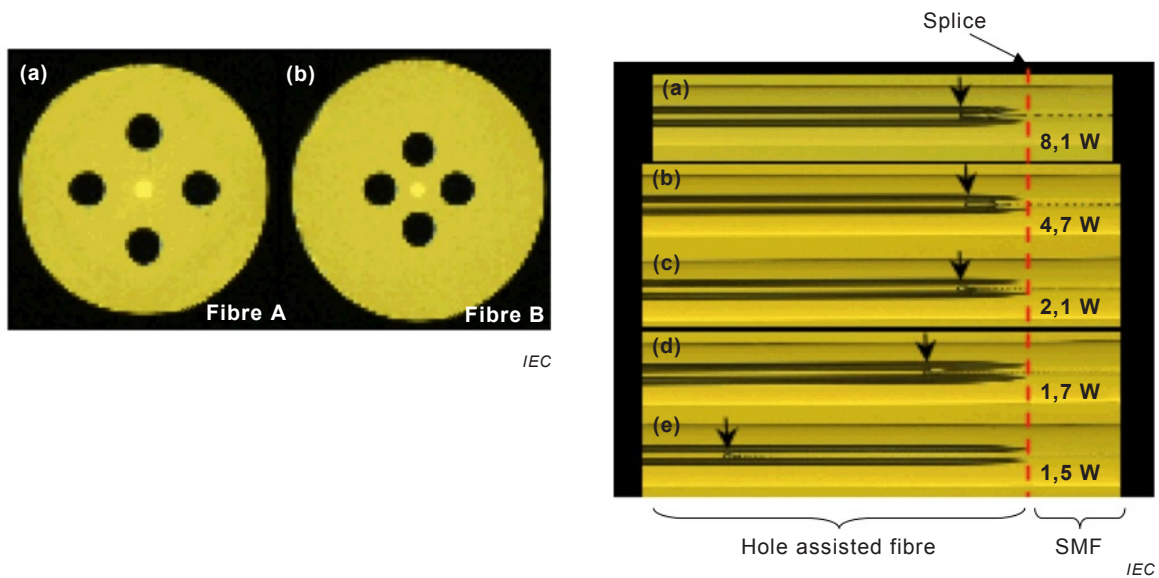 (a)
(b)
Fibre A
Fibre B
IEC
Splice
(a)
8,1 W
(b)
4,7 W
(c)
2,1 W
(d)
1,7 W
(e)
1,5 W
Hole assisted fibre
SMF
IEC